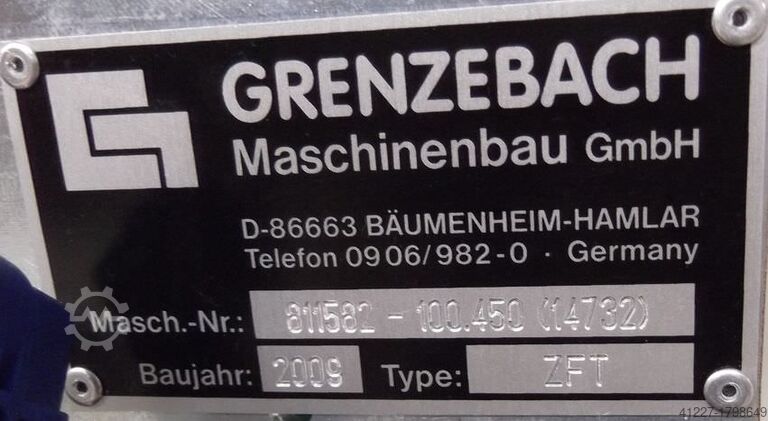 GRENZEBACH
Maschinenbau GmbH
D-86663 BÄUMENHEIM-HAMLAR
Telefon 0906/982-0 · Germany
Masch.-Nr.: 811582 - 100.450 (14732)
Baujahr: 2009 Type: ZFT
41227-1798649